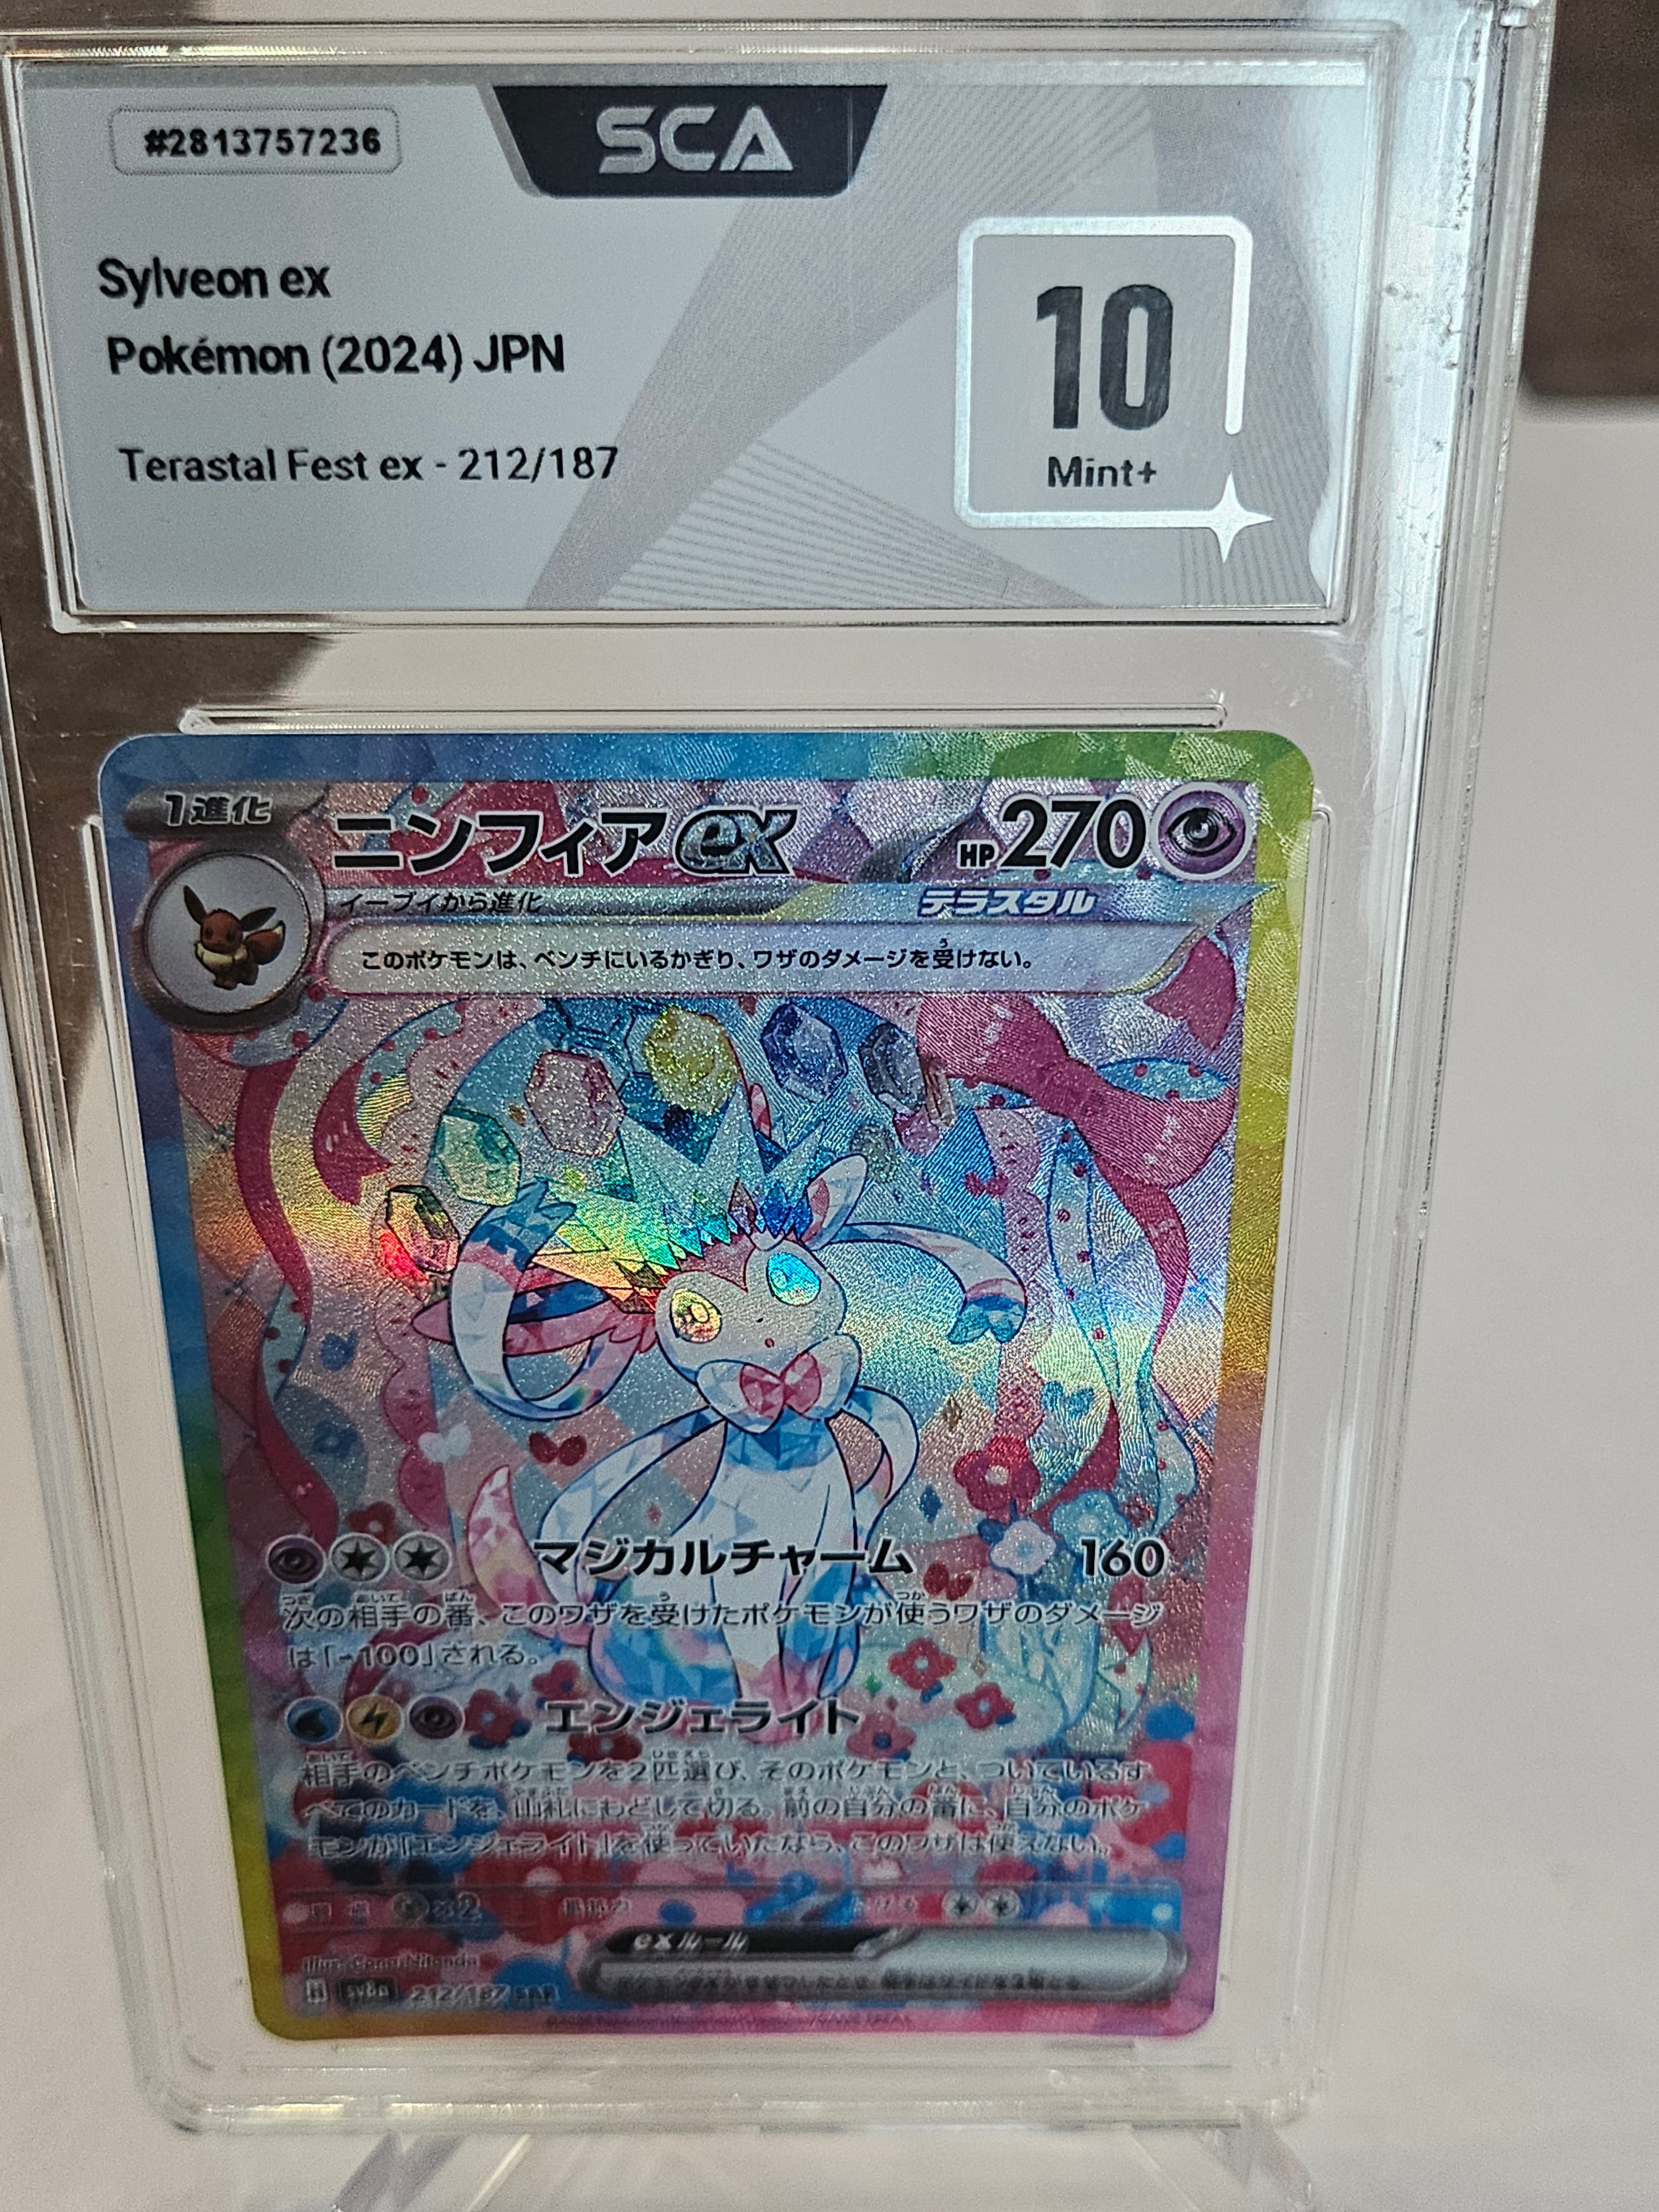 #2813757236
SCA
Sylveon ex
Pokémon (2024) JPN
Terastal Fest ex - 212/187
10
Mint+
1進化
ニンフィアex
HP270
イーブイから進化
テラスタル
このポケモンは、ベンチにいるかぎり、ワザのダメージを受けない。
マジカルチャーム 160
次の相手の番、このワザを受けたポケモンが使うワザのダメージ
は「-100」される。
エンジェライト
相手のベンチポケモンを2匹選び、そのポケモンと、ついているす
べてのカードを、山札にもどして切る。前の自分の番に、自分のポケ
モンが「エンジェライト」を使っていたなら、このワザは使えない。
×2
exルール
212/187 SAR